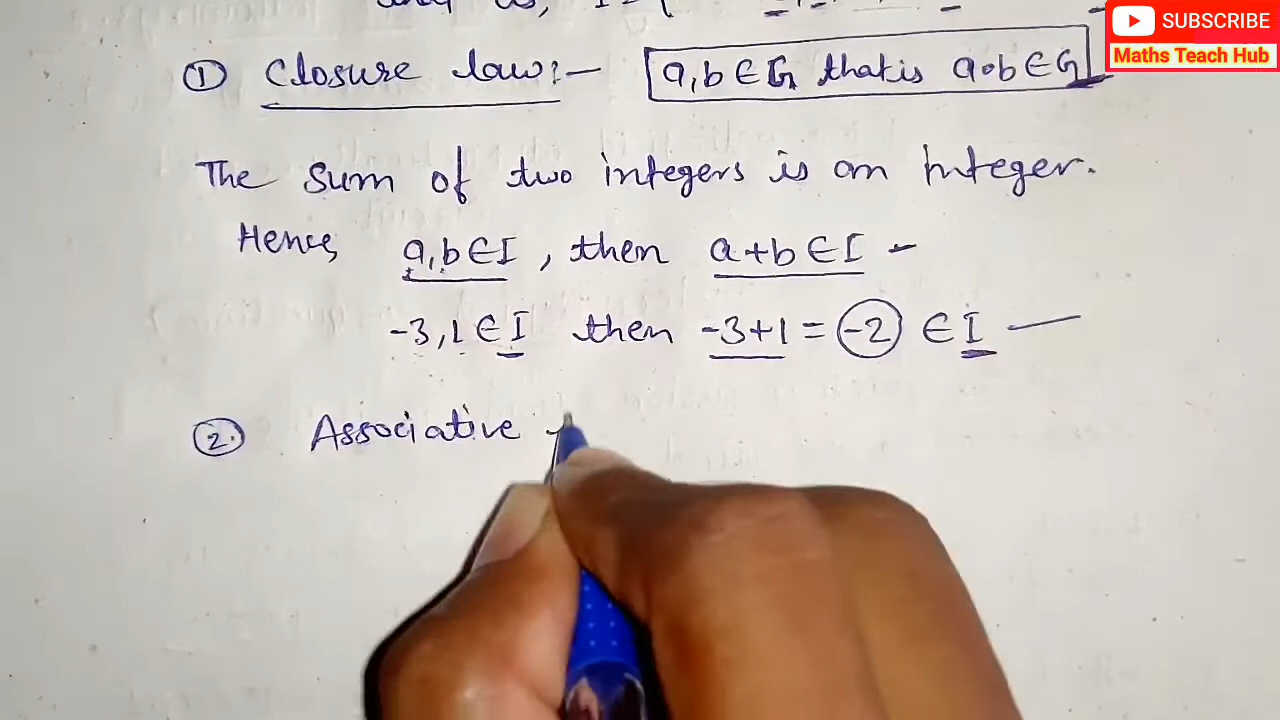 SUBSCRIBE
Maths Teach Hub
① Closure law:- a,b∈G that is a∘b∈G
The sum of two integers is an integer.
Hence, a,b∈I, then a+b∈I -
-3,1∈I then -3+1=-2∈I —
②. Associative